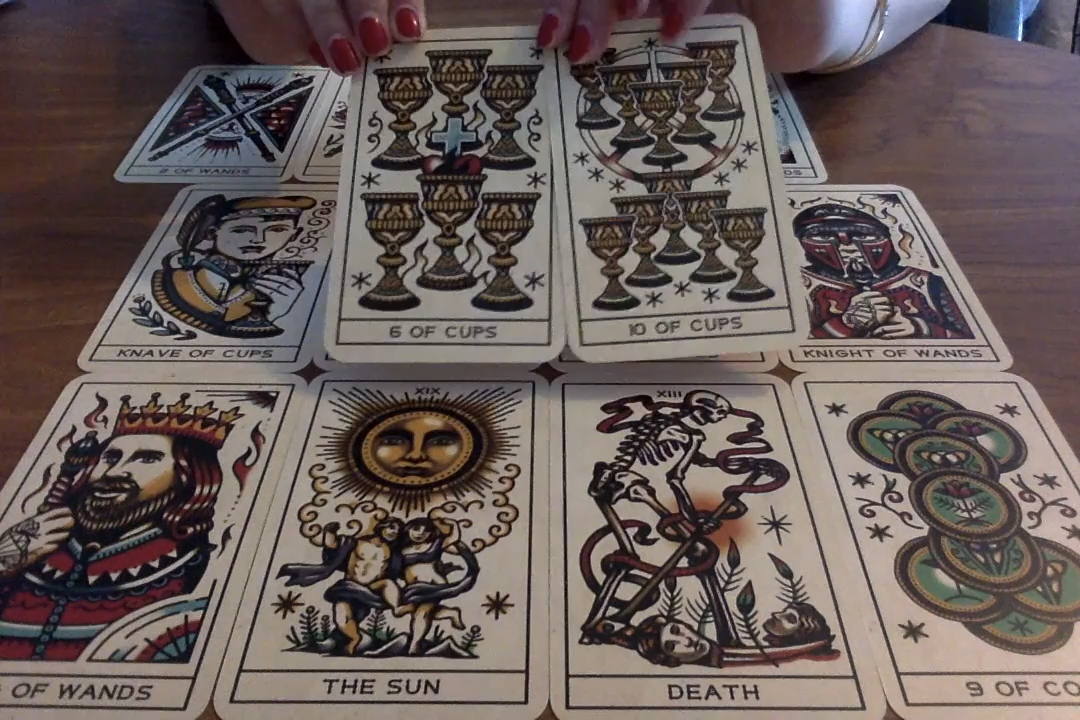 2 OF WANDS
DS
6 OF CUPS
10 OF CUPS
KNAVE OF CUPS
KNIGHT OF WANDS
OF WANDS
XIX
THE SUN
XIII
DEATH
9 OF CO